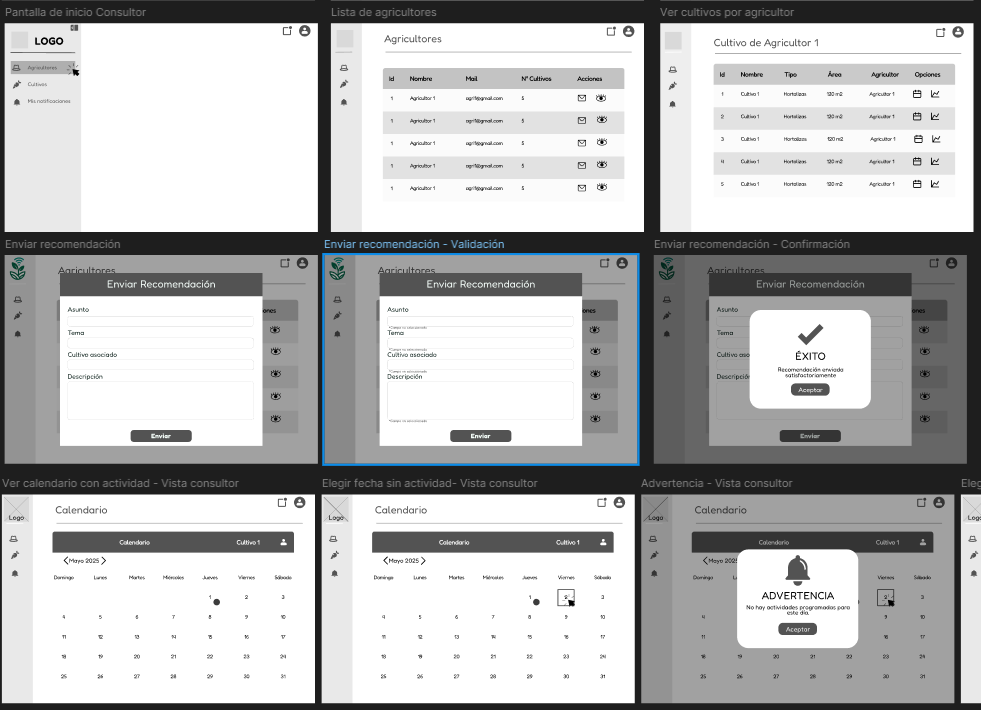 Pantalla de inicio Consultor
LOGO
Agricultores
Cultivos
Mis notificaciones
Lista de agricultores
Agricultores
Id Nombre Mail N° Cultivos Acciones
1 Agricultor 1 agri1@gmail.com 5
1 Agricultor 1 agri1@gmail.com 5
1 Agricultor 1 agri1@gmail.com 5
1 Agricultor 1 agri1@gmail.com 5
1 Agricultor 1 agri1@gmail.com 5
Ver cultivos por agricultor
Cultivo de Agricultor 1
Id Nombre Tipo Área Agricultor Opciones
1 Cultivo 1 Hortalizas 120 m2 Agricultor 1
2 Cultivo 1 Hortalizas 120 m2 Agricultor 1
3 Cultivo 1 Hortalizas 120 m2 Agricultor 1
4 Cultivo 1 Hortalizas 120 m2 Agricultor 1
5 Cultivo 1 Hortalizas 120 m2 Agricultor 1
Enviar recomendación
Agricultores
Enviar Recomendación
ones
Asunto
Tema
Cultivo asociado
Descripción
Enviar
Enviar recomendación - Validación
Agricultores
Enviar Recomendación
ones
Asunto
Tema
Cultivo asociado
Descripción
Enviar
Enviar recomendación - Confirmación
Agricultores
Enviar Recomendación
ones
Asunto
Tema
Cultivo aso
Descripción
ÉXITO
Recomendación enviada
satisfactoriamente
Aceptar
Enviar
Ver calendario con actividad - Vista consultor
Logo
Calendario
Calendario Cultivo 1
Mayo 2025
Domingo Lunes Martes Miércoles Jueves Viernes Sábado
1 2 3
4 5 6 7 8 9 10
11 12 13 14 15 16 17
18 19 20 21 22 23 24
25 26 27 28 29 30 31
Elegir fecha sin actividad- Vista consultor
Logo
Calendario
Calendario Cultivo 1
Mayo 2025
Domingo Lunes Martes Miércoles Jueves Viernes Sábado
1 2 3
4 5 6 7 8 9 10
11 12 13 14 15 16 17
18 19 20 21 22 23 24
25 26 27 28 29 30 31
Advertencia - Vista consultor
Logo
Calendario
Calendario Cultivo 1
Mayo 2025
Domingo Viernes Sábado
2 3
4 9 10
11 16 17
18 19 20 21 22 23 24
25 26 27 28 29 30 31
ADVERTENCIA
No hay actividades programadas para
este día.
Aceptar
Eleg
Logo